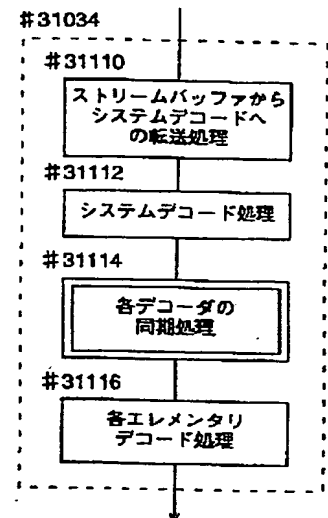 #31034
#31110
ストリームバッファから
システムデコードへ
の転送処理
#31112
システムデコード処理
#31114
各デコーダの
同期処理
#31116
各エレメンタリ
デコード処理